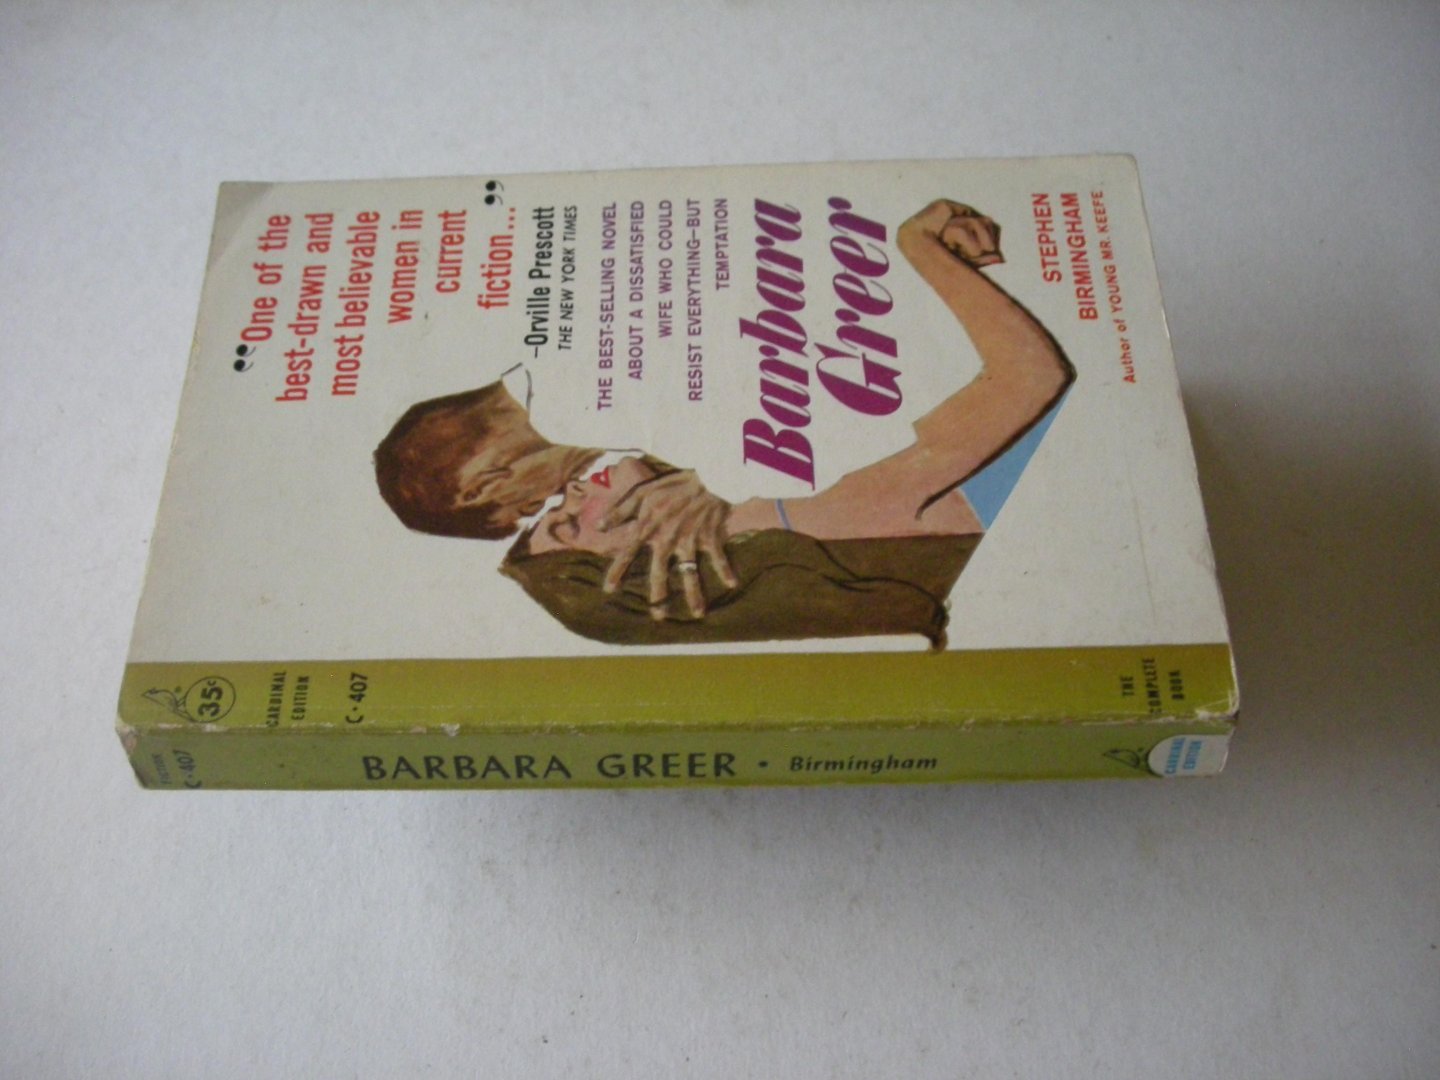 “One of the
best-drawn and
most believable
women in
current
fiction...”
—Orville Prescott
THE NEW YORK TIMES
THE BEST-SELLING NOVEL
ABOUT A DISSATISFIED
WIFE WHO COULD
RESIST EVERYTHING—BUT
TEMPTATION
Barbara
Greer
STEPHEN
BIRMINGHAM
Author of YOUNG MR. KEEFE
35¢
CARDINAL
EDITION
C·407
THE
COMPLETE
BOOK
FICTION
C·407
BARBARA GREER • Birmingham
CARDINAL
EDITION